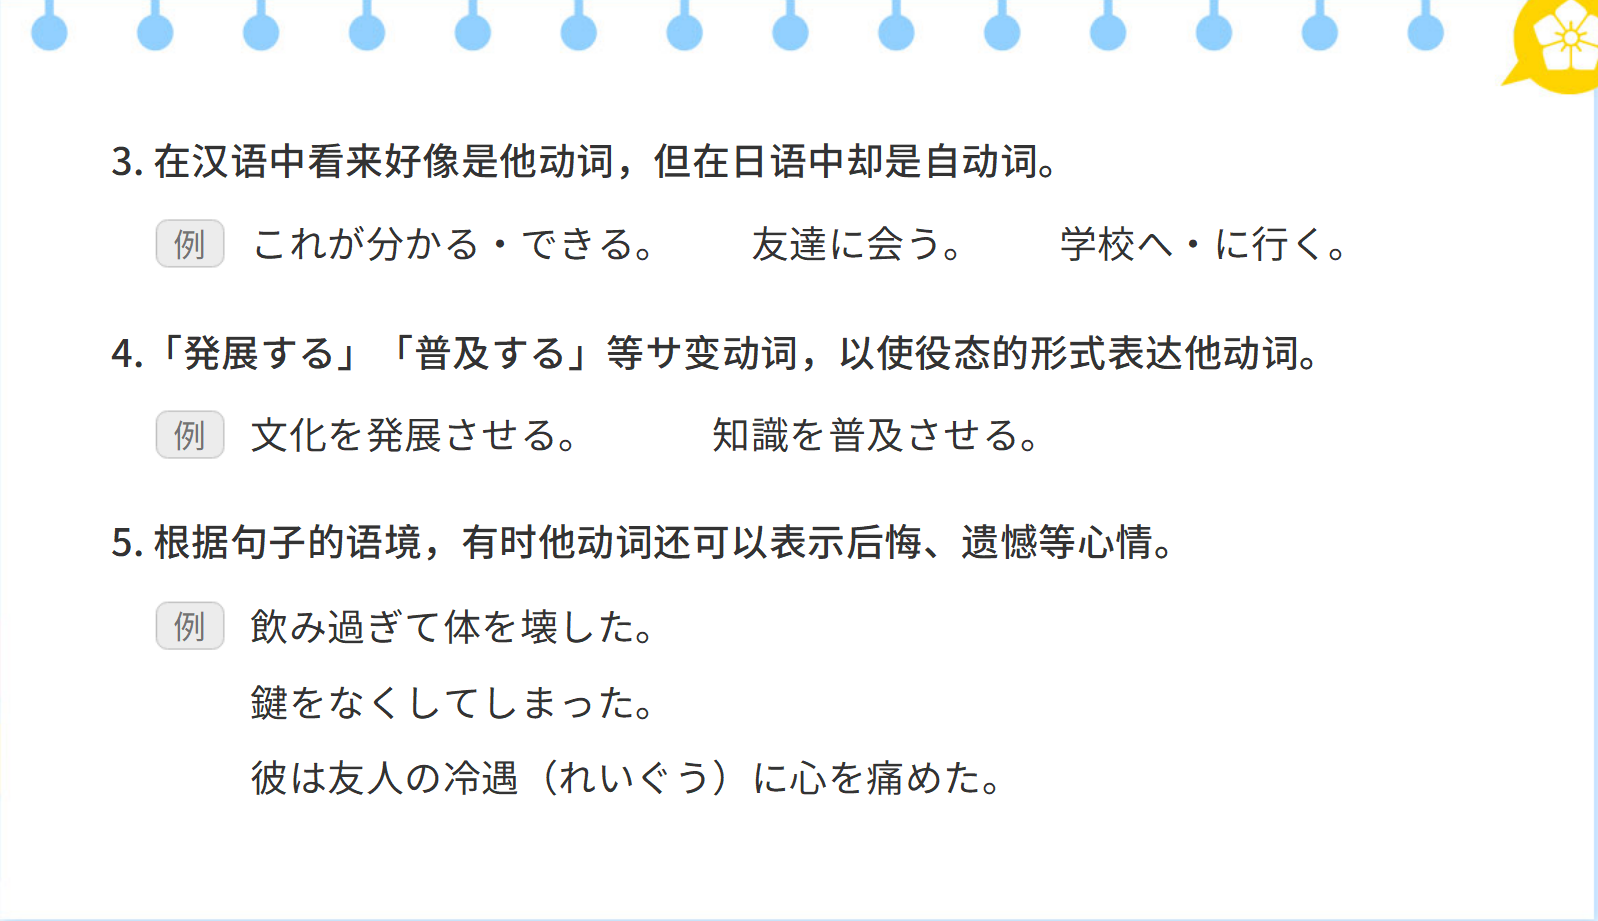 3. 在汉语中看来好像是他动词，但在日语中却是自动词。
例 これが分かる・できる。 友達に会う。 学校へ・に行く。
4.「発展する」「普及する」等サ变动词，以使役态的形式表达他动词。
例 文化を発展させる。 知識を普及させる。
5. 根据句子的语境，有时他动词还可以表示后悔、遗憾等心情。
例 飲み過ぎて体を壊した。
鍵をなくしてしまった。
彼は友人の冷遇（れいぐう）に心を痛めた。